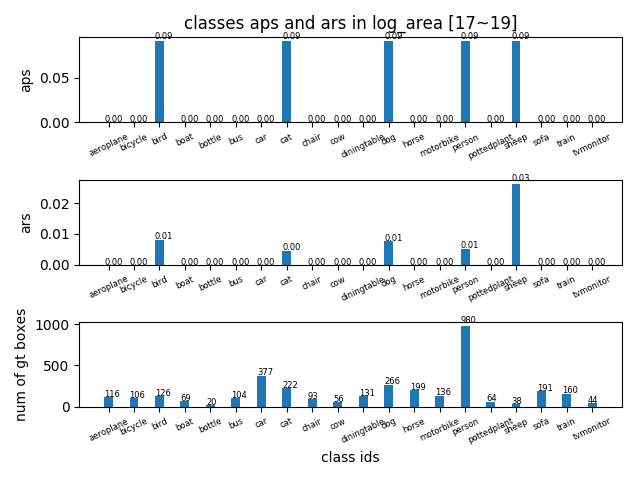 classes aps and ars in log_area [17~19]
aps
0.05
0.00
0.00 0.00 0.09 0.00 0.00 0.00 0.00 0.09 0.00 0.00 0.00 0.09 0.00 0.00 0.09 0.00 0.09 0.00 0.00 0.00
aeroplane bicycle bird boat bottle bus car cat chair cow diningtable dog horse motorbike person pottedplant sheep sofa train tvmonitor
ars
0.02
0.01
0.00
0.00 0.00 0.01 0.00 0.00 0.00 0.00 0.00 0.00 0.00 0.00 0.01 0.00 0.00 0.01 0.00 0.03 0.00 0.00 0.00
aeroplane bicycle bird boat bottle bus car cat chair cow diningtable dog horse motorbike person pottedplant sheep sofa train tvmonitor
num of gt boxes
1000
500
0
116 106 126 69 20 104 377 222 93 56 131 266 199 136 980 64 38 191 160 44
aeroplane bicycle bird boat bottle bus car cat chair cow diningtable dog horse motorbike person pottedplant sheep sofa train tvmonitor
class ids